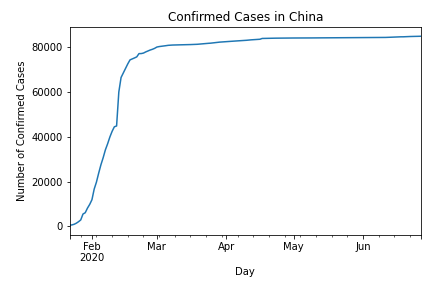 Confirmed Cases in China
Number of Confirmed Cases
80000
60000
40000
20000
0
Feb
2020
Mar
Apr
May
Jun
Day